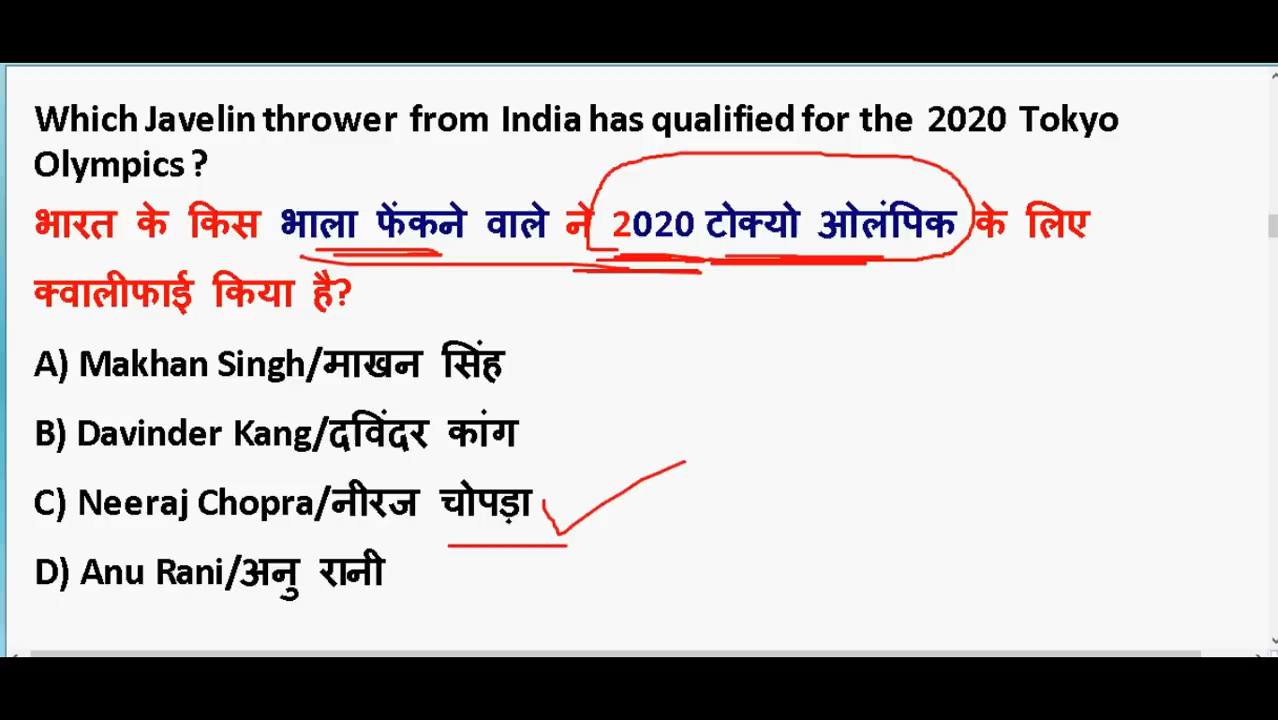 Which Javelin thrower from India has qualified for the 2020 Tokyo
Olympics ?
भारत के किस भाला फेंकने वाले ने 2020 टोक्यो ओलंपिक के लिए
क्वालीफाई किया है?
A) Makhan Singh/माखन सिंह
B) Davinder Kang/दविंदर कांग
C) Neeraj Chopra/नीरज चोपड़ा
D) Anu Rani/अनु रानी